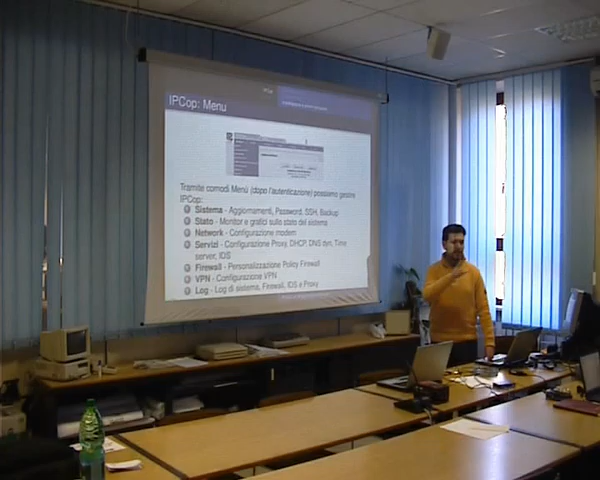 IPCop: Menu
Tramite comodi Menù (dopo l'autenticazione) possiamo gestire
IPCop:
Sistema - Aggiornamenti, Password, SSH, Backup
Stato - Monitor e grafici sullo stato del sistema
Network - Configurazione modem
Servizi - Configurazione Proxy, DHCP, DNS dyn, Time
server, IDS
Firewall - Personalizzazione Policy Firewall
VPN - Configurazione VPN
Log - Log di sistema, Firewall, IDS e Proxy